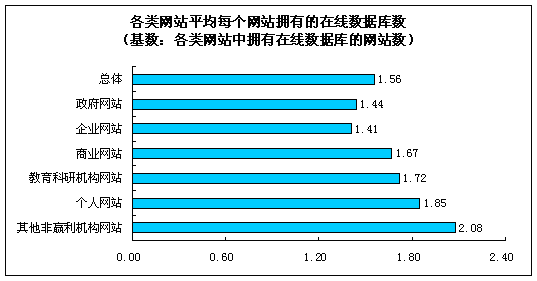 各类网站平均每个网站拥有的在线数据库数
（基数：各类网站中拥有在线数据库的网站数）
总体 1.56
政府网站 1.44
企业网站 1.41
商业网站 1.67
教育科研机构网站 1.72
个人网站 1.85
其他非赢利机构网站 2.08
0.00 0.60 1.20 1.80 2.40